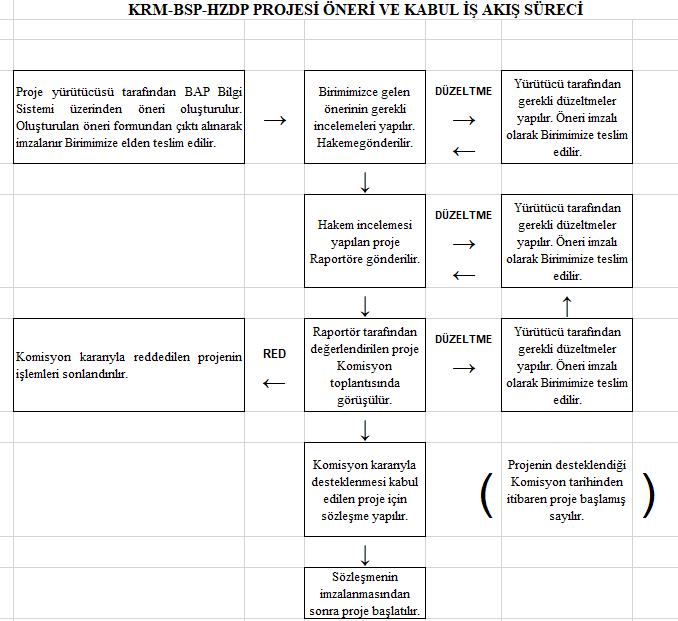 KRM-BSP-HZDP PROJESİ ÖNERİ VE KABUL İŞ AKIŞ SÜRECİ
Proje yürütücüsü tarafından BAP Bilgi
Sistemi üzerinden öneri oluşturulur.
Oluşturulan öneri formundan çıktı alınarak
imzalanır Birimimize elden teslim edilir.
→
Birimimizce gelen
önerinin gerekli
incelemeleri yapılır.
Hakemegönderilir.
DÜZELTME
→
←
Yürütücü tarafından
gerekli düzeltmeler
yapılır. Öneri imzalı
olarak Birimimize teslim
edilir.
↓
Hakem incelemesi
yapılan proje
Raportöre gönderilir.
DÜZELTME
→
←
Yürütücü tarafından
gerekli düzeltmeler
yapılır. Öneri imzalı
olarak Birimimize teslim
edilir.
↓
↑
Komisyon kararıyla reddedilen projenin
işlemleri sonlandırılır.
RED
←
Raportör tarafından
değerlendirilen proje
Komisyon
toplantısında
görüşülür.
DÜZELTME
→
Yürütücü tarafından
gerekli düzeltmeler
yapılır. Öneri imzalı
olarak Birimimize teslim
edilir.
↓
Komisyon kararıyla
desteklenmesi kabul
edilen proje için
sözleşme yapılır.
( Projenin desteklendiği
Komisyon tarihinden
itibaren proje başlamış
sayılır. )
↓
Sözleşmenin
imzalanmasından
sonra proje başlatılır.